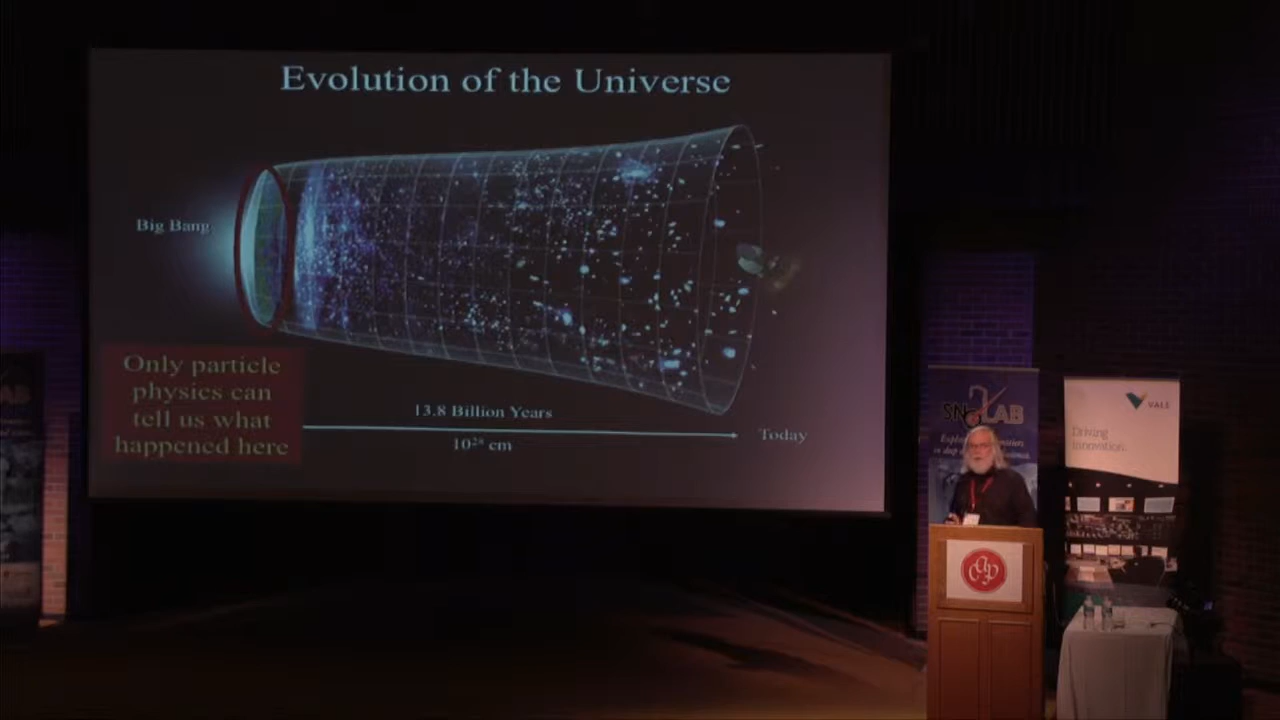 Evolution of the Universe
Big Bang
Only particle
physics can
tell us what
happened here
13.8 Billion Years
10²⁸ cm
Today
SNOLAB
VALE
Driving
Innovation.
cap